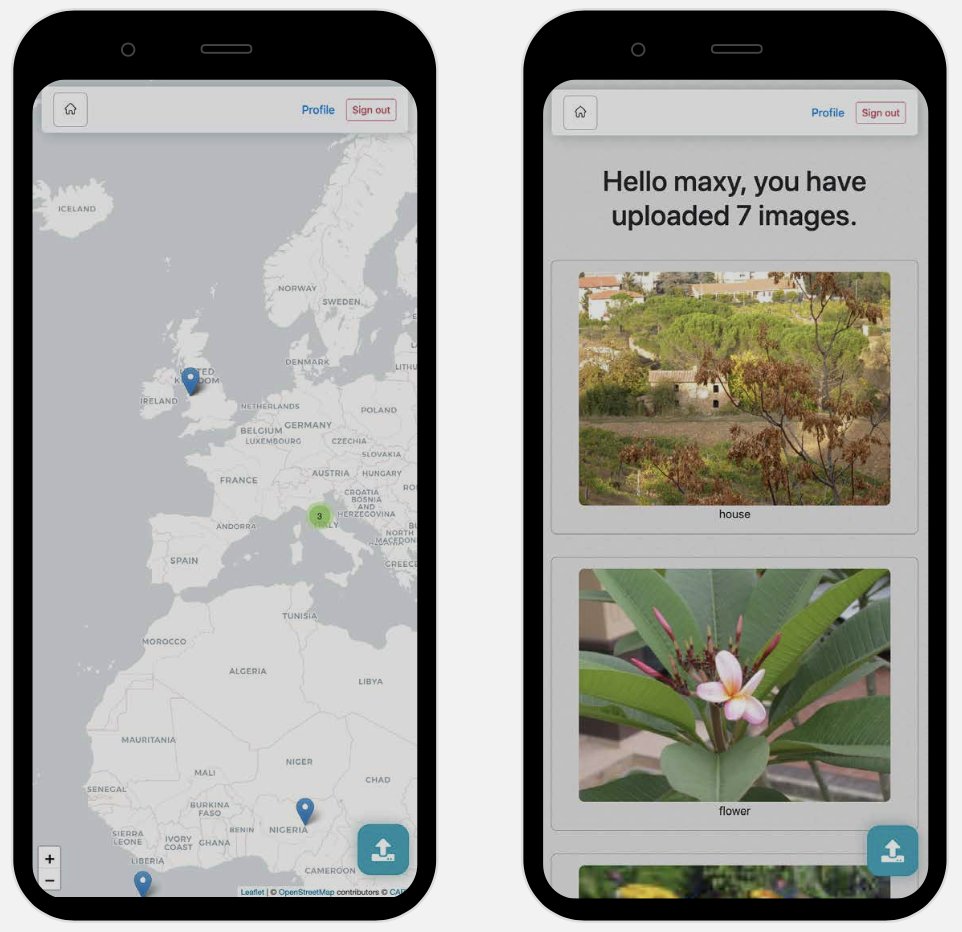 Profile
Sign out
ICELAND
NORWAY
SWEDEN
DENMARK
LITHU
UNITED
KINGDOM
IRELAND
NETHERLANDS
POLAND
BELGIUM
GERMANY
LUXEMBOURG
CZECHIA
SLOVAKIA
FRANCE
AUSTRIA
HUNGARY
CROATIA
BOSNIA
AND
HERZEGOVINA
RO
3
ITALY
ANDORRA
NORTH
MACEDON
SPAIN
GREECE
TUNISIA
MOROCCO
ALGERIA
LIBYA
MAURITANIA
NIGER
MALI
CHAD
SENEGAL
BURKINA
FASO
BENIN
NIGERIA
SIERRA
LEONE
IVORY
COAST
GHANA
LIBERIA
CAMEROON
+
−
Leaflet | © OpenStreetMap contributors © CAR
Profile
Sign out
Hello maxy, you have
uploaded 7 images.
house
flower